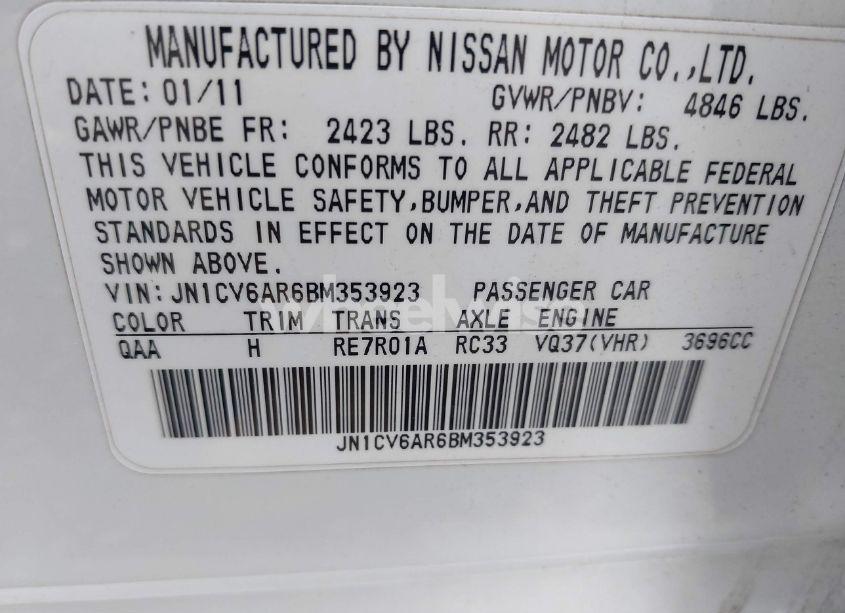 MANUFACTURED BY NISSAN MOTOR CO.,LTD.
DATE: 01/11 GVWR/PNBV: 4846 LBS.
GAWR/PNBE FR: 2423 LBS. RR: 2482 LBS.
THIS VEHICLE CONFORMS TO ALL APPLICABLE FEDERAL
MOTOR VEHICLE SAFETY,BUMPER,AND THEFT PREVENTION
STANDARDS IN EFFECT ON THE DATE OF MANUFACTURE
SHOWN ABOVE.
VIN: JN1CV6AR6BM353923 PASSENGER CAR
COLOR TRIM TRANS AXLE ENGINE
QAA H RE7R01A RC33 VQ37(VHR) 3696CC
JN1CV6AR6BM353923